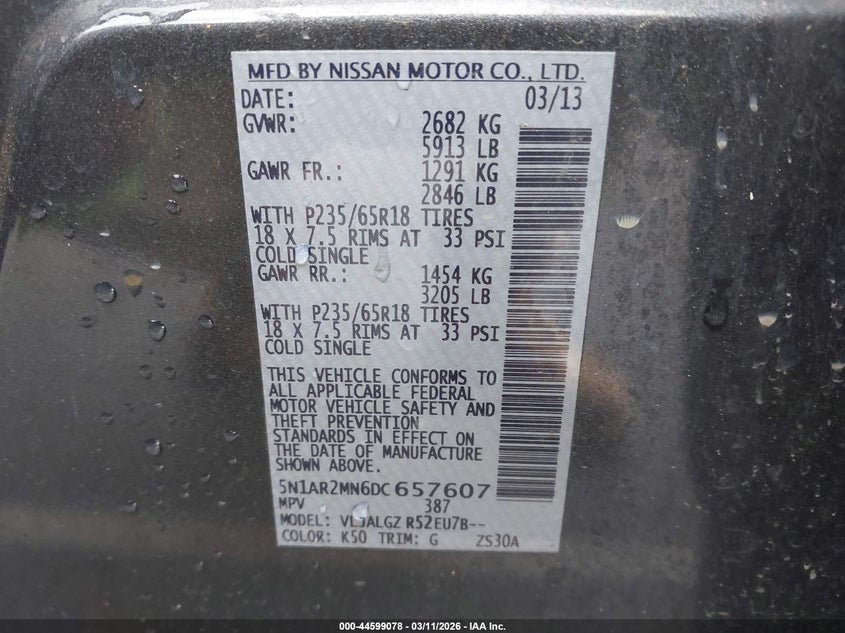 MFD BY NISSAN MOTOR CO., LTD.
DATE: 03/13
GVWR: 2682 KG
5913 LB
GAWR FR.: 1291 KG
2846 LB
WITH P235/65R18 TIRES
18 X 7.5 RIMS AT 33 PSI
COLD SINGLE
GAWR RR.: 1454 KG
3205 LB
WITH P235/65R18 TIRES
18 X 7.5 RIMS AT 33 PSI
COLD SINGLE
THIS VEHICLE CONFORMS TO
ALL APPLICABLE FEDERAL
MOTOR VEHICLE SAFETY AND
THEFT PREVENTION
STANDARDS IN EFFECT ON
THE DATE OF MANUFACTURE
SHOWN ABOVE.
5N1AR2MN6DC657607
MPV 387
MODEL: VLJALGZ R52EU7B--
COLOR: K50 TRIM: G ZS30A
000-44599078 - 03/11/2026 - IAA Inc.